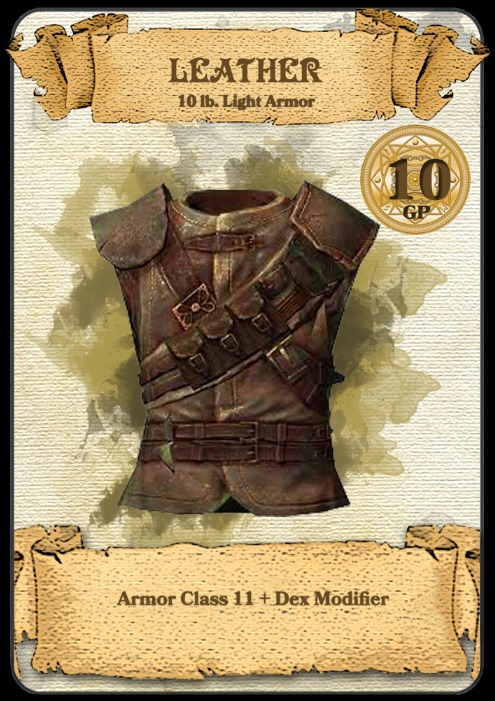 LEATHER
10 lb. Light Armor
10
GP
Armor Class 11 + Dex Modifier